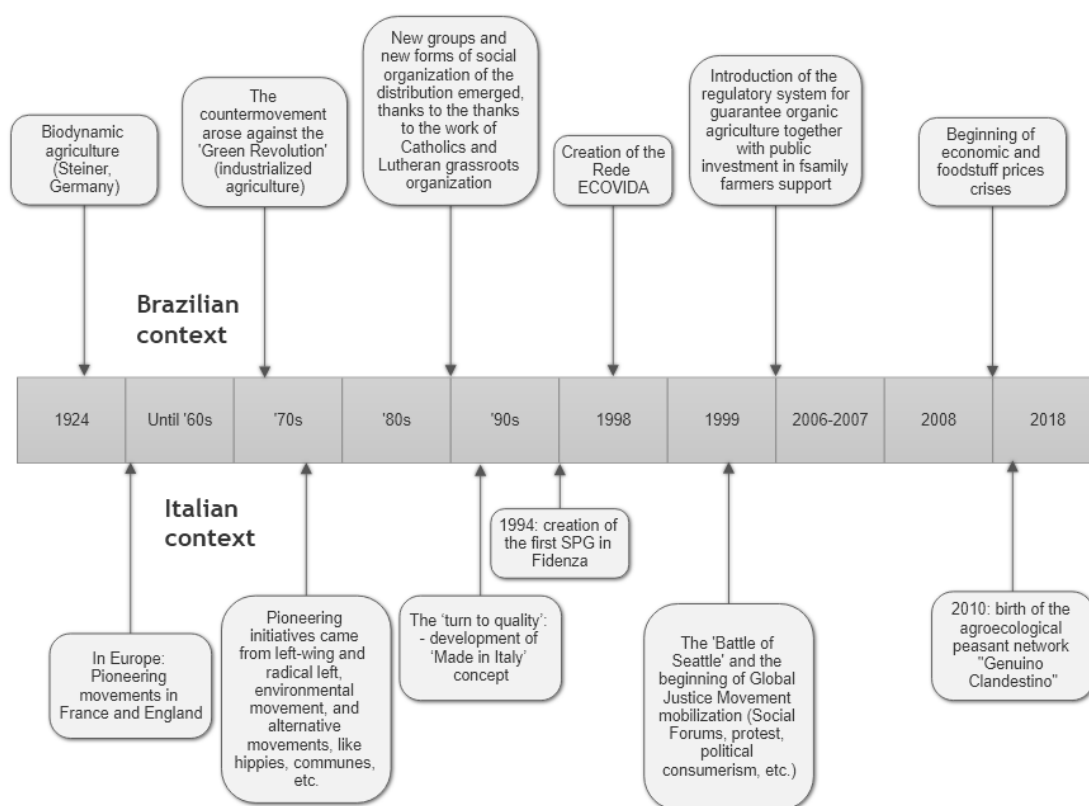 Biodynamic
agriculture
(Steiner,
Germany)
The
countermovement
arose against the
'Green Revolution'
(industrialized
agriculture)
New groups and
new forms of social
organization of the
distribution emerged,
thanks to the thanks
to the work of
Catholics and
Lutheran grassroots
organization
Creation of the
Rede
ECOVIDA
Introduction of the
regulatory system for
guarantee organic
agriculture together
with public
investment in fsamily
farmers support
Beginning of
economic and
foodstuff prices
crises
Brazilian
context
1924
Until '60s
'70s
'80s
'90s
1998
1999
2006-2007
2008
2018
Italian
context
In Europe:
Pioneering
movements in
France and England
Pioneering
initiatives came
from left-wing and
radical left,
environmental
movement, and
alternative
movements, like
hippies, communes,
etc.
The ‘turn to quality’:
- development of
‘Made in Italy’
concept
1994: creation of
the first SPG in
Fidenza
The 'Battle of
Seattle' and the
beginning of Global
Justice Movement
mobilization (Social
Forums, protest,
political
consumerism, etc.)
2010: birth of the
agroecological
peasant network
"Genuino
Clandestino"